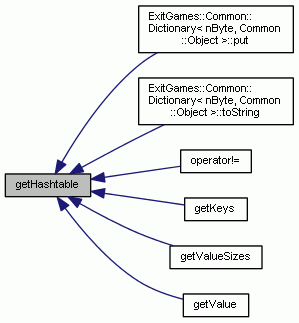 ExitGames::Common::
Dictionary< nByte, Common
::Object >::put
ExitGames::Common::
Dictionary< nByte, Common
::Object >::toString
operator!=
getHashtable
getKeys
getValueSizes
getValue